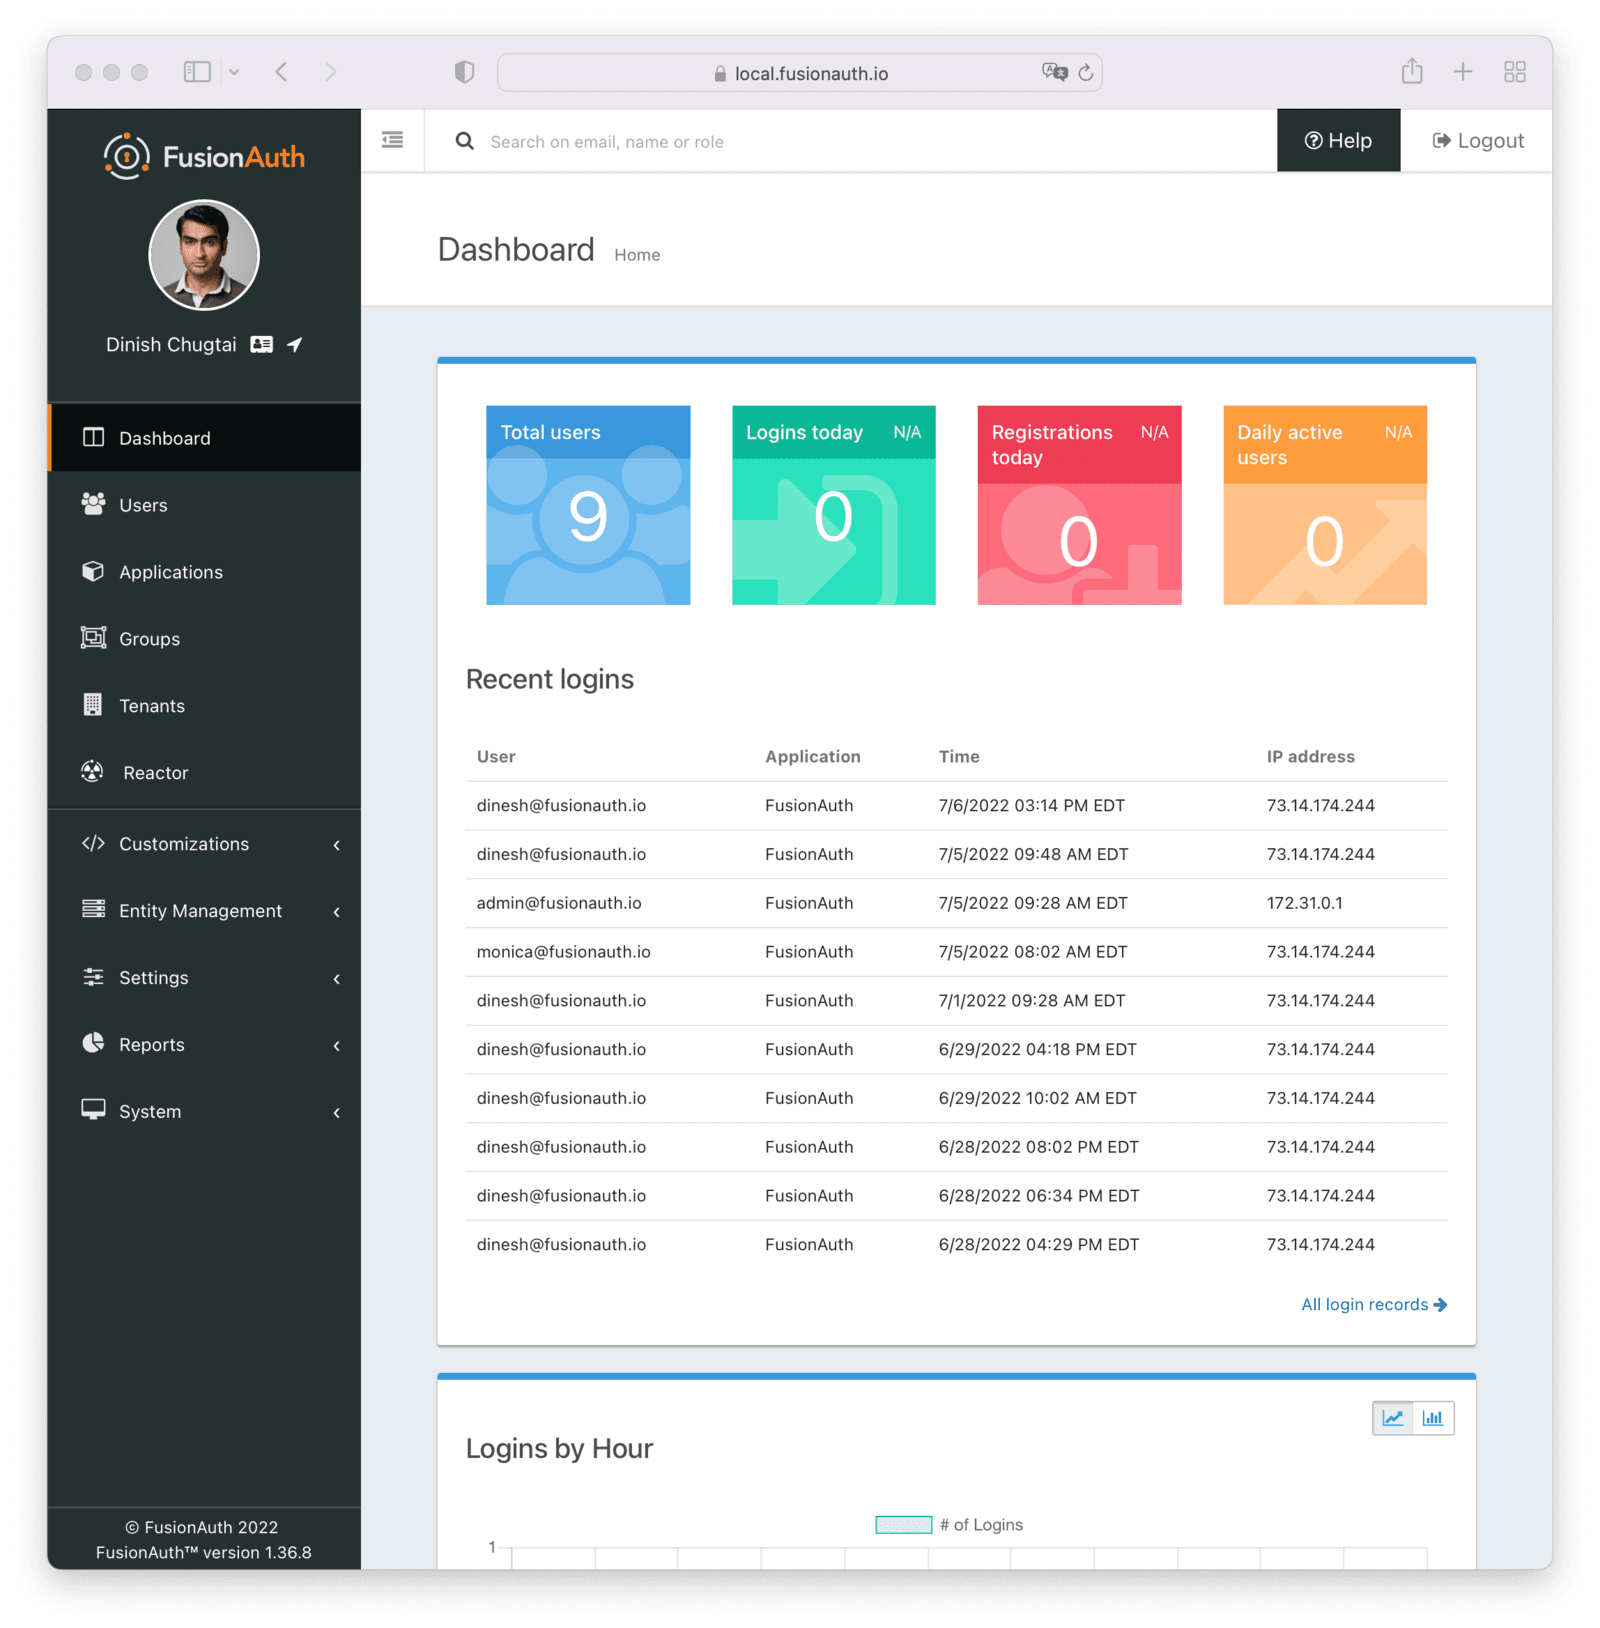 local.fusionauth.io
FusionAuth
Search on email, name or role
Help
Logout
Dinish Chugtai
Dashboard
Users
Applications
Groups
Tenants
Reactor
Customizations
Entity Management
Settings
Reports
System
© FusionAuth 2022
FusionAuth™ version 1.36.8
Dashboard Home
Total users
9
Logins today N/A
0
Registrations today N/A
0
Daily active users N/A
0
Recent logins
User Application Time IP address
dinesh@fusionauth.io FusionAuth 7/6/2022 03:14 PM EDT 73.14.174.244
dinesh@fusionauth.io FusionAuth 7/5/2022 09:48 AM EDT 73.14.174.244
admin@fusionauth.io FusionAuth 7/5/2022 09:28 AM EDT 172.31.0.1
monica@fusionauth.io FusionAuth 7/5/2022 08:02 AM EDT 73.14.174.244
dinesh@fusionauth.io FusionAuth 7/1/2022 09:28 AM EDT 73.14.174.244
dinesh@fusionauth.io FusionAuth 6/29/2022 04:18 PM EDT 73.14.174.244
dinesh@fusionauth.io FusionAuth 6/29/2022 10:02 AM EDT 73.14.174.244
dinesh@fusionauth.io FusionAuth 6/28/2022 08:02 PM EDT 73.14.174.244
dinesh@fusionauth.io FusionAuth 6/28/2022 06:34 PM EDT 73.14.174.244
dinesh@fusionauth.io FusionAuth 6/28/2022 04:29 PM EDT 73.14.174.244
All login records
Logins by Hour
# of Logins
1